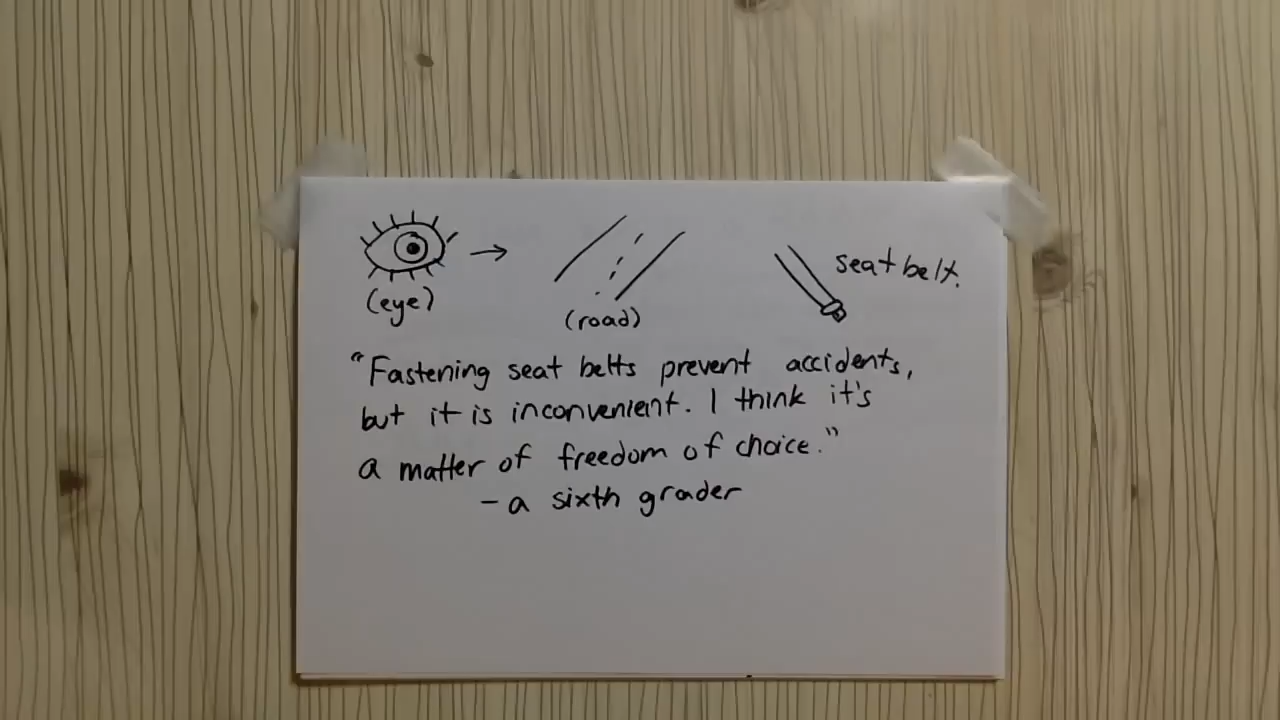 (eye)
(road)
seat belt.
"Fastening seat belts prevent accidents,
but it is inconvenient. I think it's
a matter of freedom of choice."
- a sixth grader